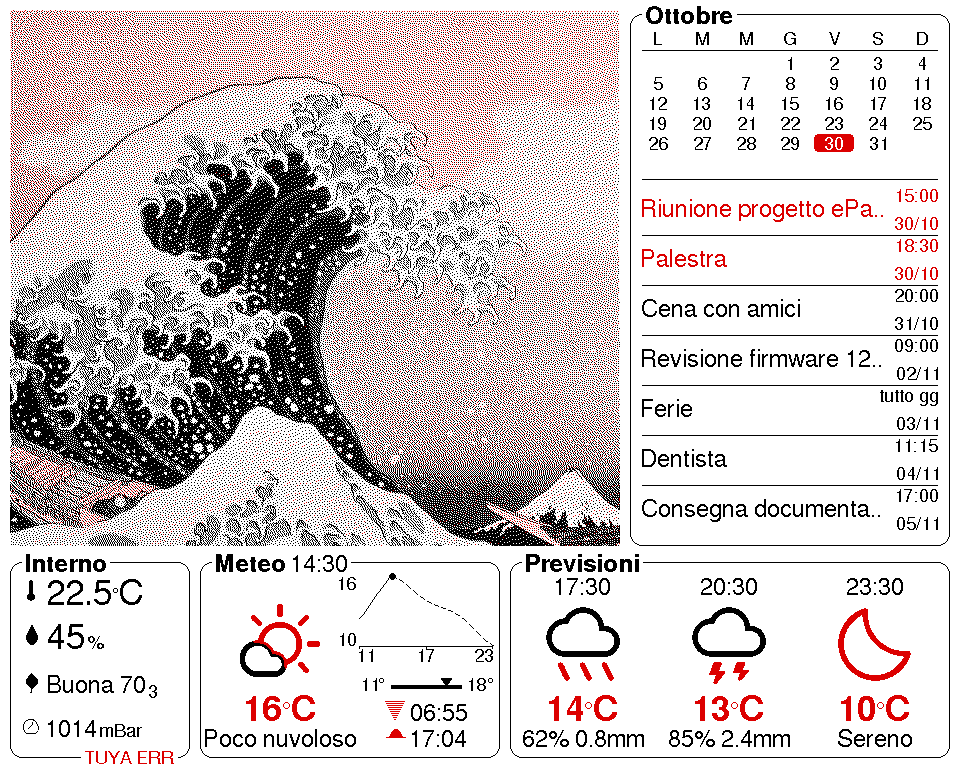 Ottobre
L M M G V S D
1 2 3 4
5 6 7 8 9 10 11
12 13 14 15 16 17 18
19 20 21 22 23 24 25
26 27 28 29 30 31
Riunione progetto ePa.. 15:00 30/10
Palestra 18:30 30/10
Cena con amici 20:00 31/10
Revisione firmware 12.. 09:00 02/11
Ferie tutto gg 03/11
Dentista 11:15 04/11
Consegna documenta.. 17:00 05/11
Interno
22.5°C
45%
Buona 70 3
1014 mBar
TUYA ERR
Meteo 14:30
16
10
11 17 23
11° 18°
06:55
17:04
16°C
Poco nuvoloso
Previsioni
17:30 20:30 23:30
14°C 13°C 10°C
62% 0.8mm 85% 2.4mm Sereno